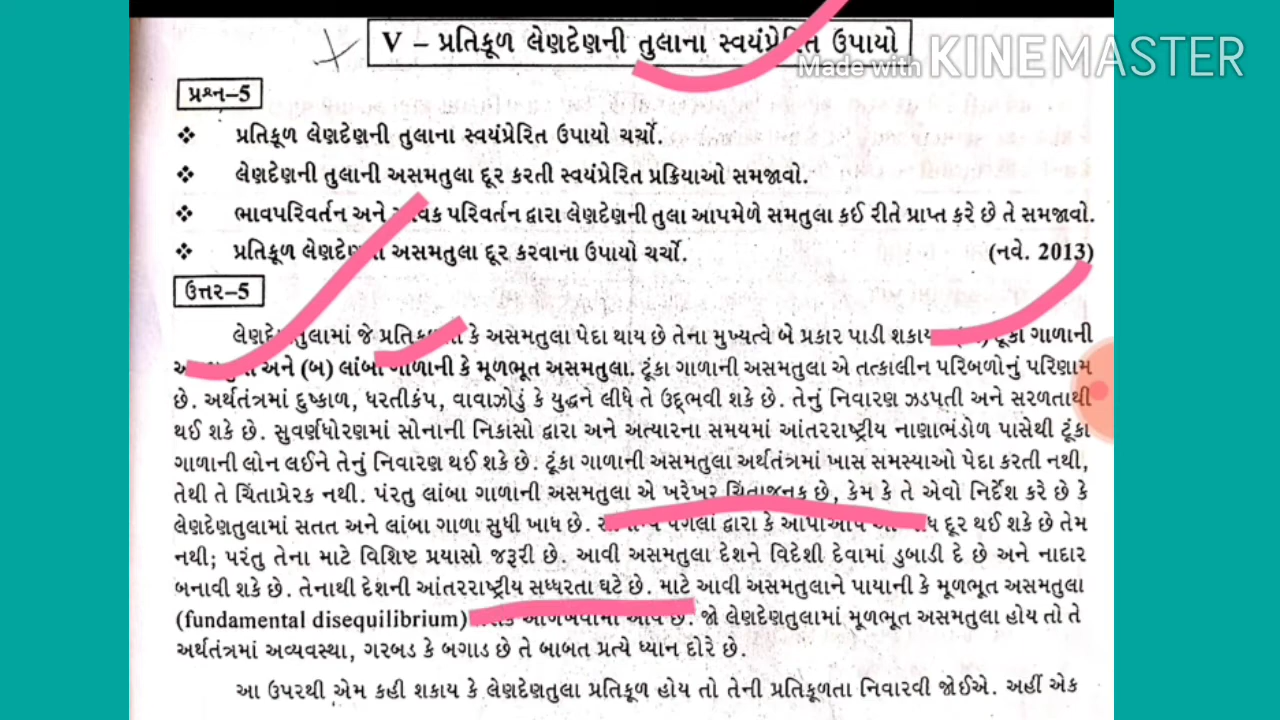 V – પ્રતિકૂળ લેણદેણની તુલાના સ્વયંપ્રેરિત ઉપાયો
Made with KINEMASTER
પ્રશ્ન–5
❖ પ્રતિકૂળ લેણદેણની તુલાના સ્વયંપ્રેરિત ઉપાયો ચર્ચો.
❖ લેણદેણની તુલાની અસમતુલા દૂર કરતી સ્વયંપ્રેરિત પ્રક્રિયાઓ સમજાવો.
❖ ભાવપરિવર્તન અને પરિવર્તન દ્વારા લેણદેણની તુલા આપમેળે સમતુલા કઈ રીતે પ્રાપ્ત કરે છે તે સમજાવો.
❖ પ્રતિકૂળ અસમતુલા દૂર કરવાના ઉપાયો ચર્ચો. (નવે. 2013)
ઉત્તર–5
જે કે અસમતુલા પેદા થાય છે તેના મુખ્યત્વે બે પ્રકાર પાડી શકાય ટૂંકા ગાળાની
અને (બ) લાંબા ગાળાની કે મૂળભૂત અસમતુલા. ટૂંકા ગાળાની અસમતુલા એ તત્કાલીન પરિબળોનું પરિણામ
છે. અર્થતંત્રમાં દુષ્કાળ, ધરતીકંપ, વાવાઝોડું કે યુદ્ધને લીધે તે ઉદ્ભવી શકે છે. તેનું નિવારણ ઝડપતી અને સરળતાથી
થઈ શકે છે. સુવર્ણધોરણમાં સોનાની નિકાસો દ્વારા અને અત્યારના સમયમાં આંતરરાષ્ટ્રીય નાણાભંડોળ પાસેથી ટૂંકા
ગાળાની લોન લઈને તેનું નિવારણ થઈ શકે છે. ટૂંકા ગાળાની અસમતુલા અર્થતંત્રમાં ખાસ સમસ્યાઓ પેદા કરતી નથી,
તેથી તે ચિંતાપ્રેરક નથી. પંરતુ લાંબા ગાળાની અસમતુલા એ ખરેખર ચિંતાજનક છે, કેમ કે તે એવો નિર્દેશ કરે છે કે
લેણદેણતુલામાં સતત અને લાંબા ગાળા સુધી ખાધ છે. પગલાં દ્વારા કે આપોઆપ દૂર થઈ શકે છે તેમ
નથી; પરંતુ તેના માટે વિશિષ્ટ પ્રયાસો જરૂરી છે. આવી અસમતુલા દેશને વિદેશી દેવામાં ડુબાડી દે છે અને નાદાર
બનાવી શકે છે. તેનાથી દેશની આંતરરાષ્ટ્રીય સધ્ધરતા ઘટે છે. માટે આવી અસમતુલાને પાયાની કે મૂળભૂત અસમતુલા
(fundamental disequilibrium) ઓળખવામાં આવે છે. જો લેણદેણતુલામાં મૂળભૂત અસમતુલા હોય તો તે
અર્થતંત્રમાં અવ્યવસ્થા, ગરબડ કે બગાડ છે તે બાબત પ્રત્યે ધ્યાન દોરે છે.
આ ઉપરથી એમ કહી શકાય કે લેણદેણતુલા પ્રતિકૂળ હોય તો તેની પ્રતિકૂળતા નિવારવી જોઈએ. અહીં એક